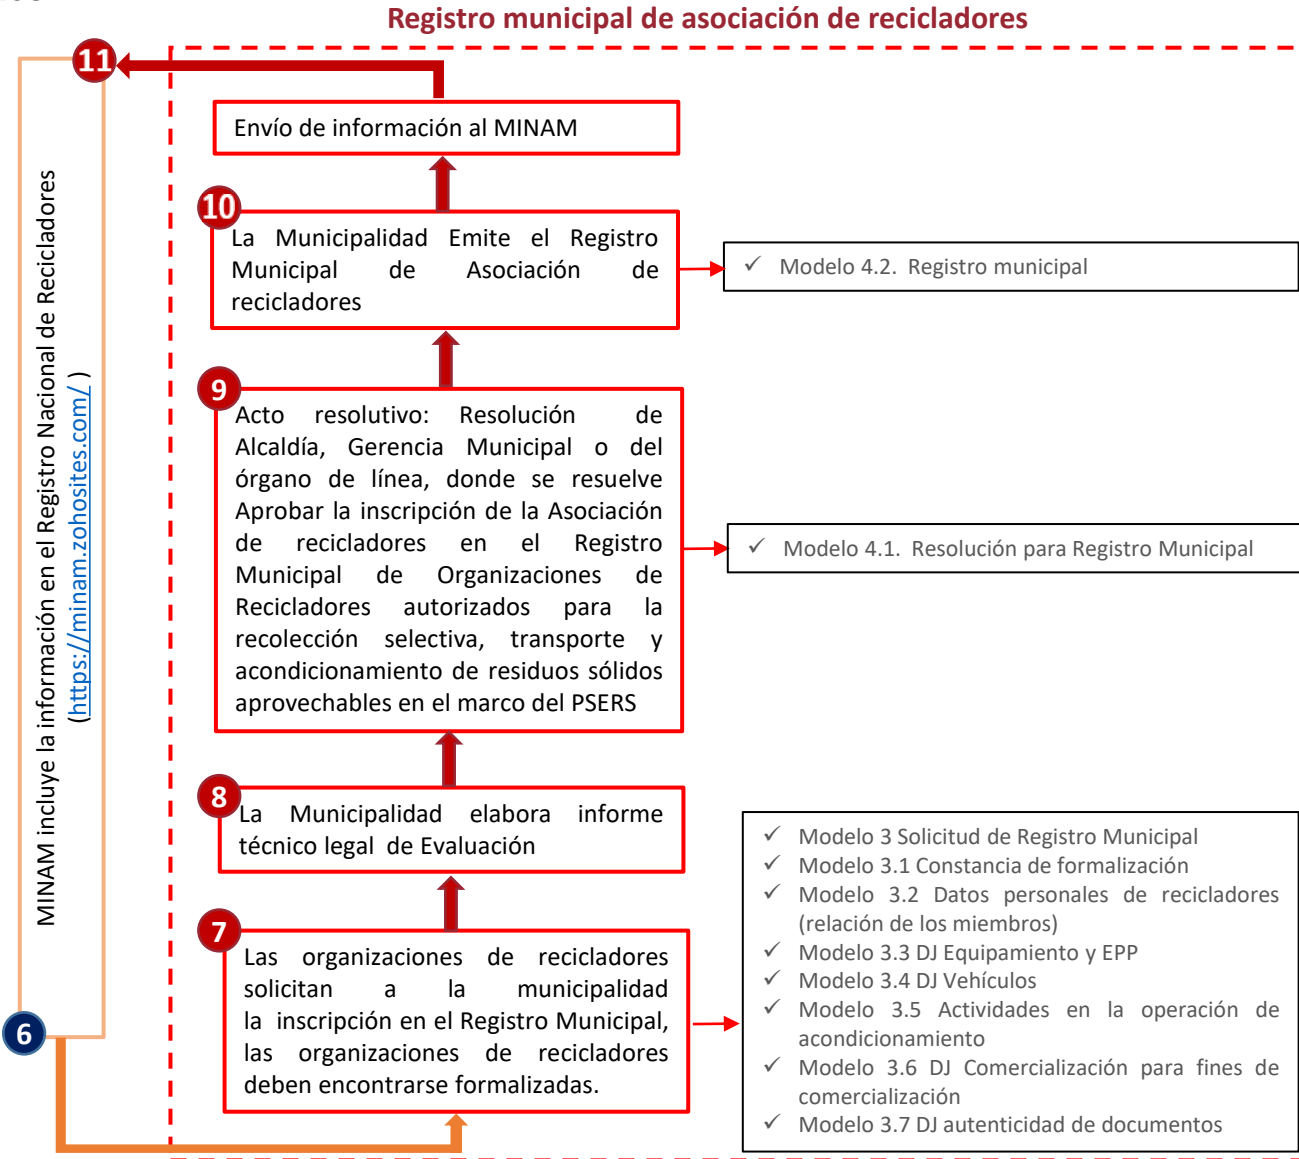 Registro municipal de asociación de recicladores
11
Envío de información al MINAM
10
La Municipalidad Emite el Registro
Municipal de Asociación de
recicladores
✓ Modelo 4.2. Registro municipal
9
Acto resolutivo: Resolución de
Alcaldía, Gerencia Municipal o del
órgano de línea, donde se resuelve
Aprobar la inscripción de la Asociación
de recicladores en el Registro
Municipal de Organizaciones de
Recicladores autorizados para la
recolección selectiva, transporte y
acondicionamiento de residuos sólidos
aprovechables en el marco del PSERS
✓ Modelo 4.1. Resolución para Registro Municipal
8
La Municipalidad elabora informe
técnico legal de Evaluación
7
Las organizaciones de recicladores
solicitan a la municipalidad
la inscripción en el Registro Municipal,
las organizaciones de recicladores
deben encontrarse formalizadas.
✓ Modelo 3 Solicitud de Registro Municipal
✓ Modelo 3.1 Constancia de formalización
✓ Modelo 3.2 Datos personales de recicladores
(relación de los miembros)
✓ Modelo 3.3 DJ Equipamiento y EPP
✓ Modelo 3.4 DJ Vehículos
✓ Modelo 3.5 Actividades en la operación de
acondicionamiento
✓ Modelo 3.6 DJ Comercialización para fines de
comercialización
✓ Modelo 3.7 DJ autenticidad de documentos
MINAM incluye la información en el Registro Nacional de Recicladores
(https://minam.zohosites.com/ )
6